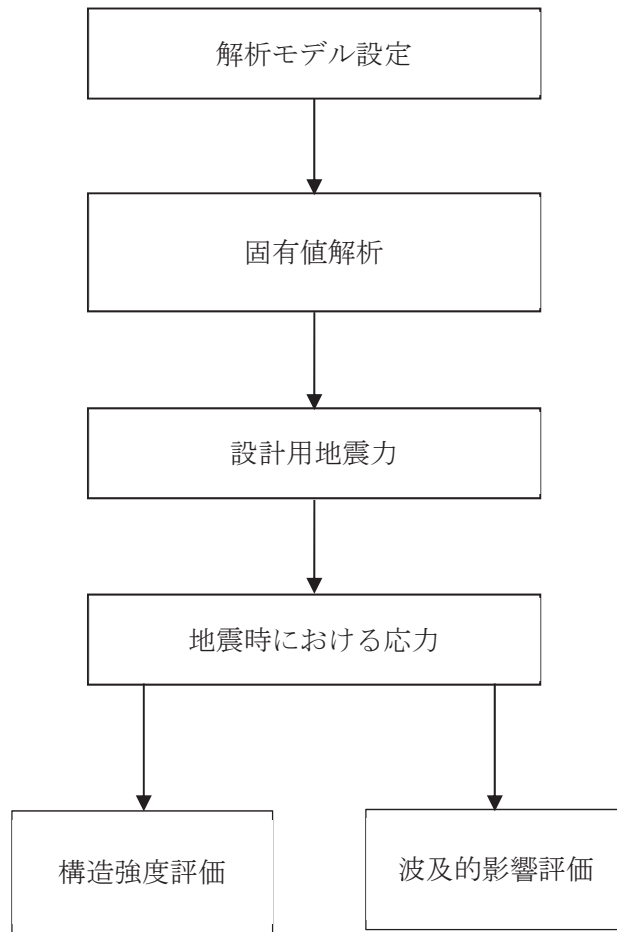 解析モデル設定
固有値解析
設計用地震力
地震時における応力
構造強度評価
波及的影響評価